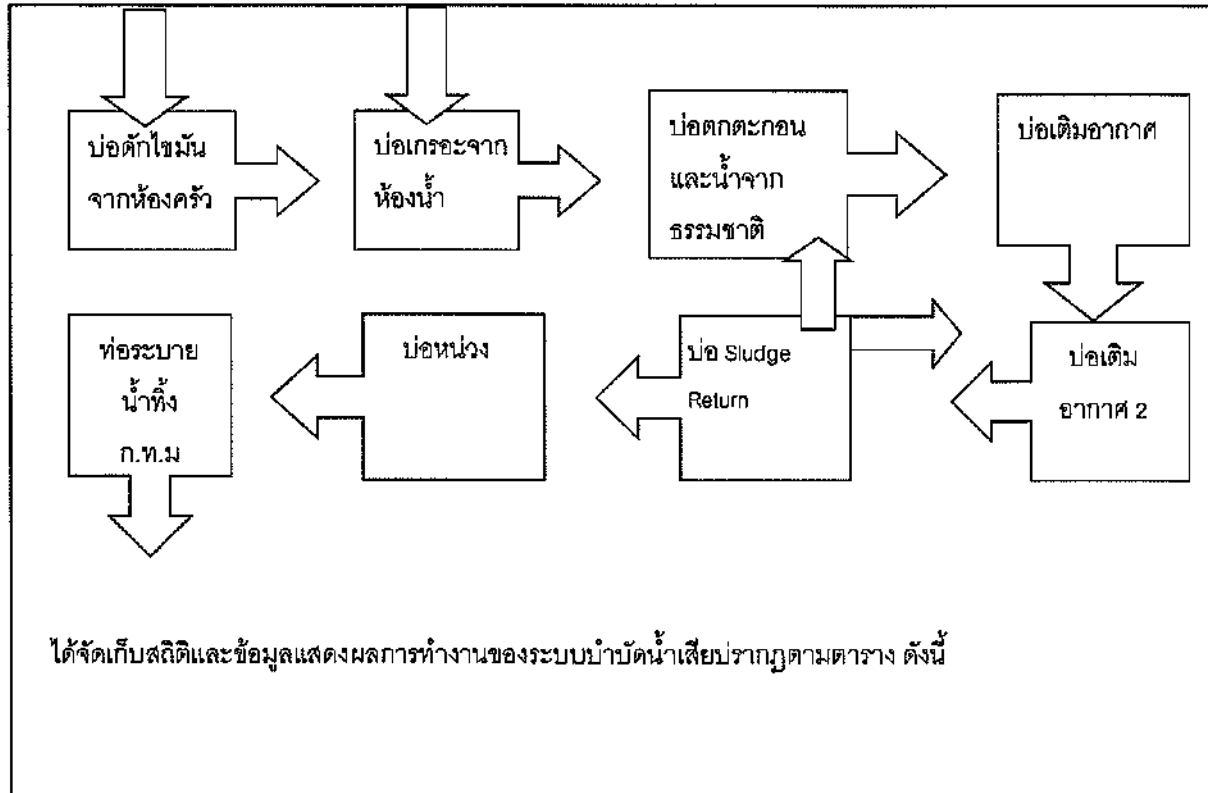 บ่อดักไขมัน
จากห้องครัว
บ่อเกรอะจาก
ห้องน้ำ
บ่อตกตะกอน
และน้ำจาก
ธรรมชาติ
บ่อเติมอากาศ
ท่อระบาย
น้ำทิ้ง
ก.ท.ม
บ่อหน่วง
บ่อ Sludge
Return
บ่อเติม
อากาศ 2
ได้จัดเก็บสถิติและข้อมูลแสดงผลการทำงานของระบบบำบัดน้ำเสียปรากฏตามตาราง ดังนี้